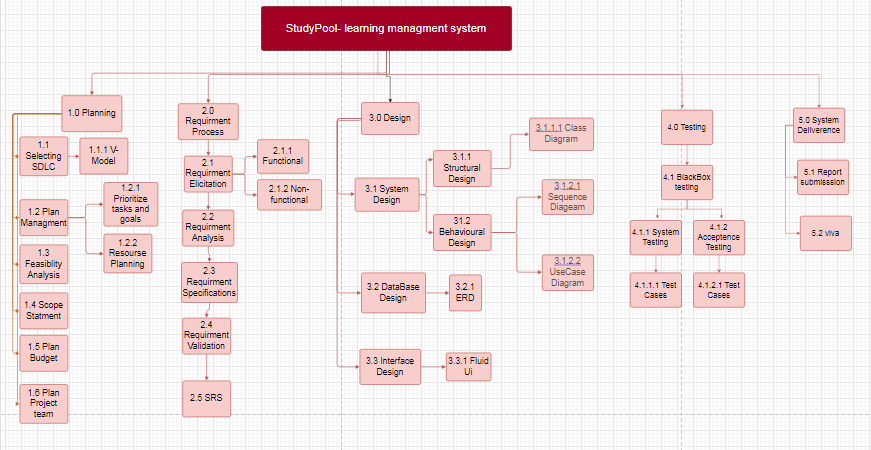 StudyPool- learning managment system
1.0 Planning
1.1
Selecting
SDLC
1.1.1 V-
Model
1.2 Plan
Managment
1.2.1
Prioritize
tasks and
goals
1.2.2
Resourse
Planning
1.3
Feasiblity
Analysis
1.4 Scope
Statment
1.5 Plan
Budget
1.6 Plan
Project
team
2.0
Requirment
Process
2.1
Requirment
Elicitation
2.1.1
Functional
2.1.2 Non-
functional
2.2
Requirment
Analysis
2.3
Requirment
Specifications
2.4
Requirment
Validation
2.5 SRS
3.0 Design
3.1 System
Design
3.1.1
Structural
Design
3.1.1.1 Class
Diagram
31.2
Behavioural
Design
3.1.2.1
Sequence
Diageam
3.1.2.2
UseCase
Diagram
3.2 DataBase
Design
3.2.1
ERD
3.3 Interface
Design
3.3.1 Fluid
Ui
4.0 Testing
4.1 BlackBox
testing
4.1.1 System
Testing
4.1.2
Acceptence
Testing
4.1.1.1 Test
Cases
4.1.2.1 Test
Cases
5.0 System
Deliverence
5.1 Report
submisssion
5.2 viva